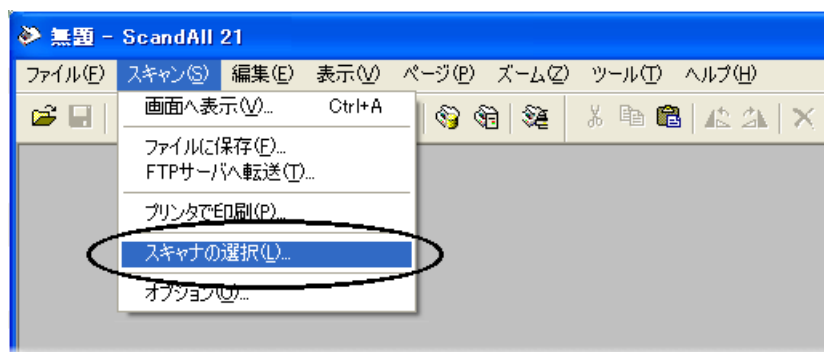 無題 - ScandAll 21
ファイル(F) スキャン(S) 編集(E) 表示(V) ページ(P) ズーム(Z) ツール(T) ヘルプ(H)
画面へ表示(V)... Ctrl+A
ファイルに保存(F)...
FTPサーバへ転送(T)...
プリンタで印刷(P)...
スキャナの選択(L)...
オプション(O)...